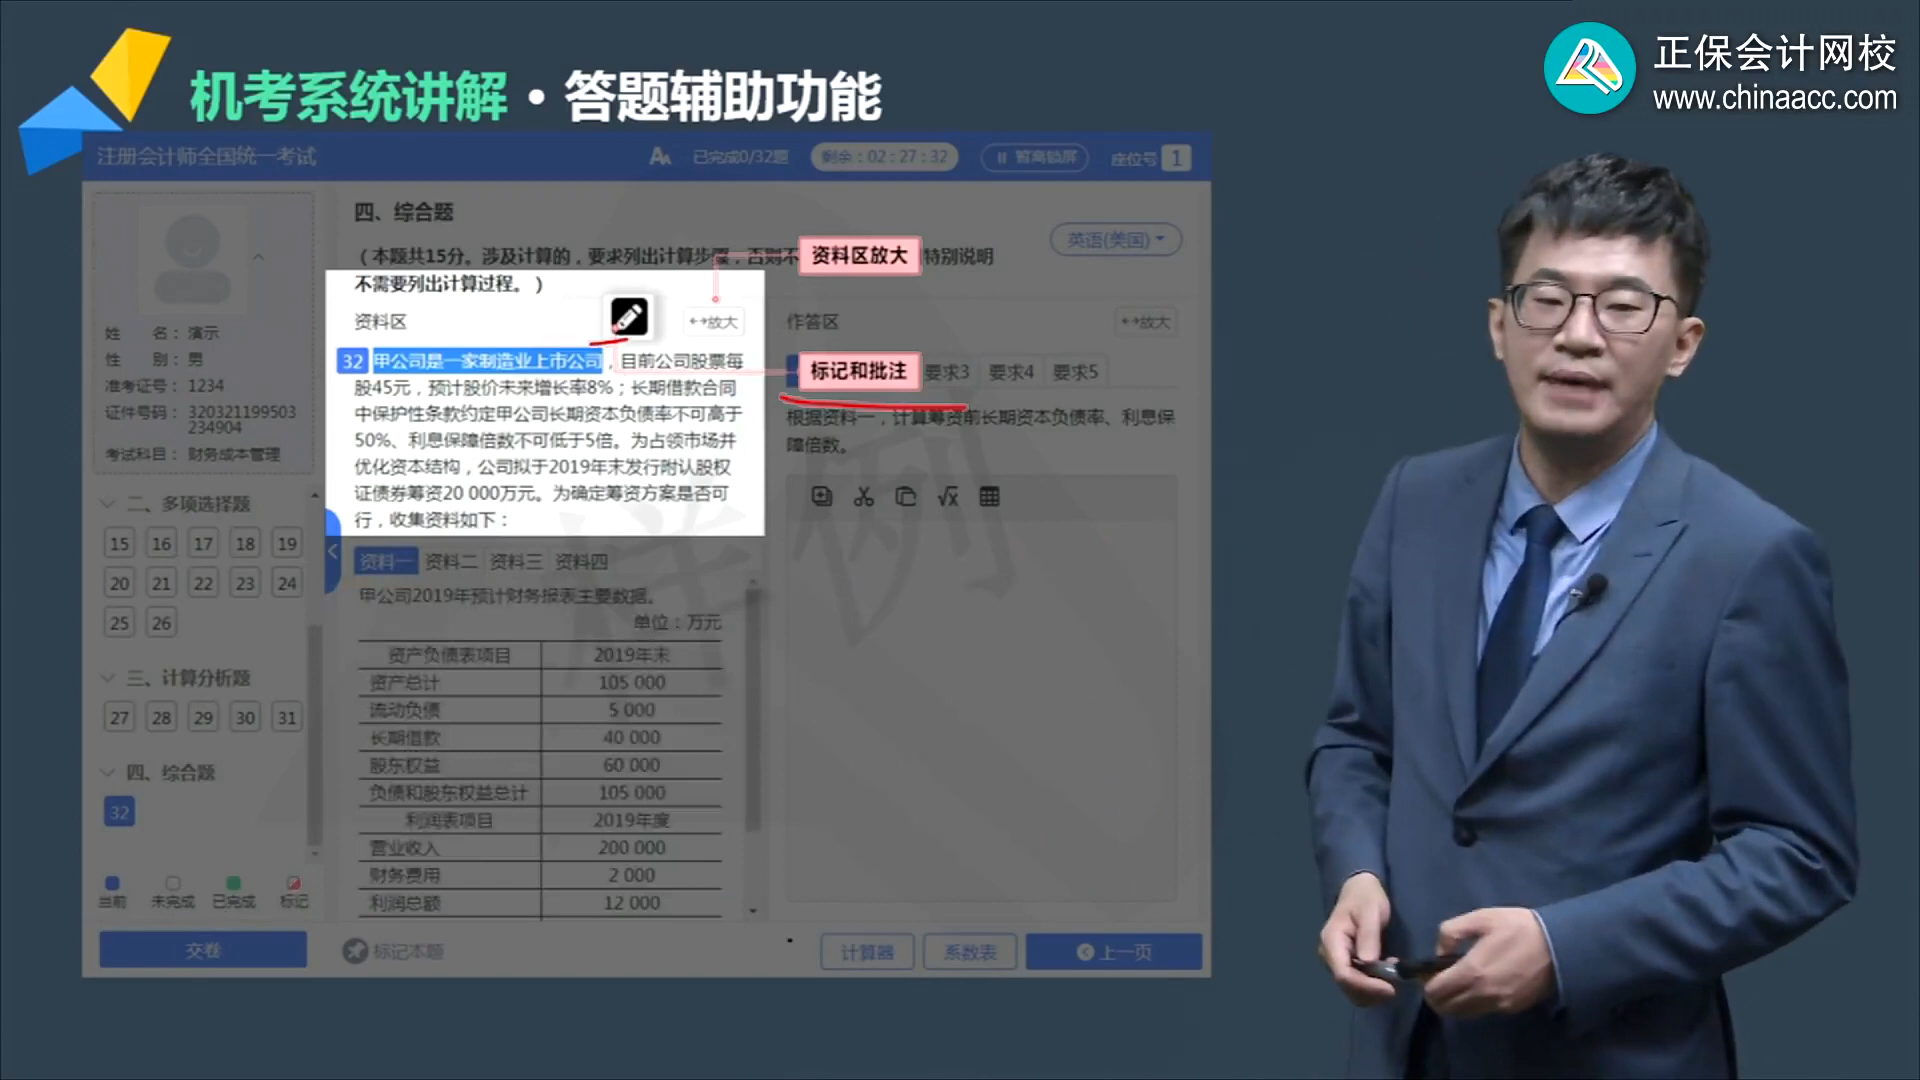 机考系统讲解·答题辅助功能
正保会计网校
www.chinaacc.com
注册会计师全国统一考试
已完成0/32题
剩余：02:27:32
暂离锁屏
座位号 1
姓 名：演示
性 别：男
准考证号：1234
证件号码：320321199503
234904
考试科目：财务成本管理
二、多项选择题
15 16 17 18 19
20 21 22 23 24
25 26
三、计算分析题
27 28 29 30 31
四、综合题
32
当前 未完成 已完成 标记
交卷
四、综合题
（本题共15分。涉及计算的，要求列出计算步骤，否则不
特别说明
不需要列出计算过程。）
英语(美国)
资料区放大
资料区
放大
32 甲公司是一家制造业上市公司，目前公司股票每
股45元，预计股价未来增长率8%；长期借款合同
中保护性条款约定甲公司长期资本负债率不可高于
50%、利息保障倍数不可低于5倍。为占领市场并
优化资本结构，公司拟于2019年末发行附认股权
证债券筹资20 000万元。为确定筹资方案是否可
行，收集资料如下：
资料一 资料二 资料三 资料四
甲公司2019年预计财务报表主要数据。
单位：万元
资产负债表项目 2019年末
资产总计 105 000
流动负债 5 000
长期借款 40 000
股东权益 60 000
负债和股东权益总计 105 000
利润表项目 2019年度
营业收入 200 000
财务费用 2 000
利润总额 12 000
标记本题
作答区
放大
标记和批注
要求3 要求4 要求5
根据资料一，计算筹资前长期资本负债率、利息保
障倍数。
样例
计算器
系数表
上一页